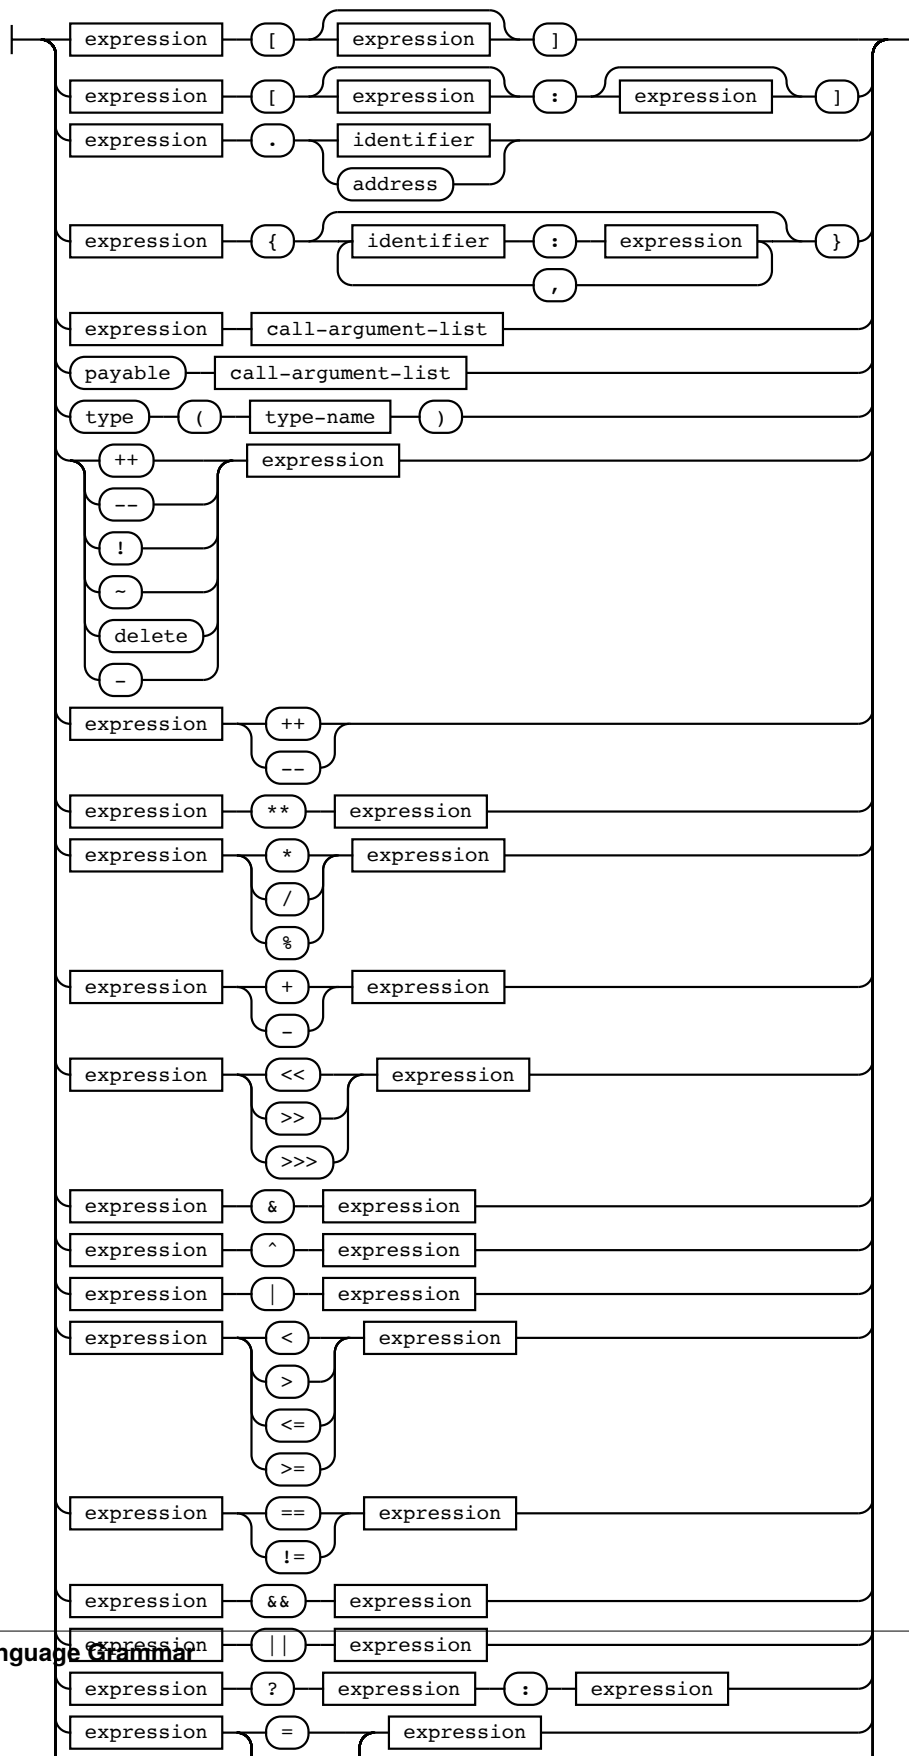 expression [ expression ]
expression [ expression : expression ]
expression . identifier
address
expression { identifier : expression }
,
expression call-argument-list
payable call-argument-list
type ( type-name )
++ expression
--
!
~
delete
-
expression ++
--
expression ** expression
expression * expression
/
%
expression + expression
-
expression << expression
>>
>>>
expression & expression
expression ^ expression
expression | expression
expression < expression
>
<=
>=
expression == expression
!=
expression && expression
expression || expression
nguage Grammar
expression ? expression : expression
expression = expression